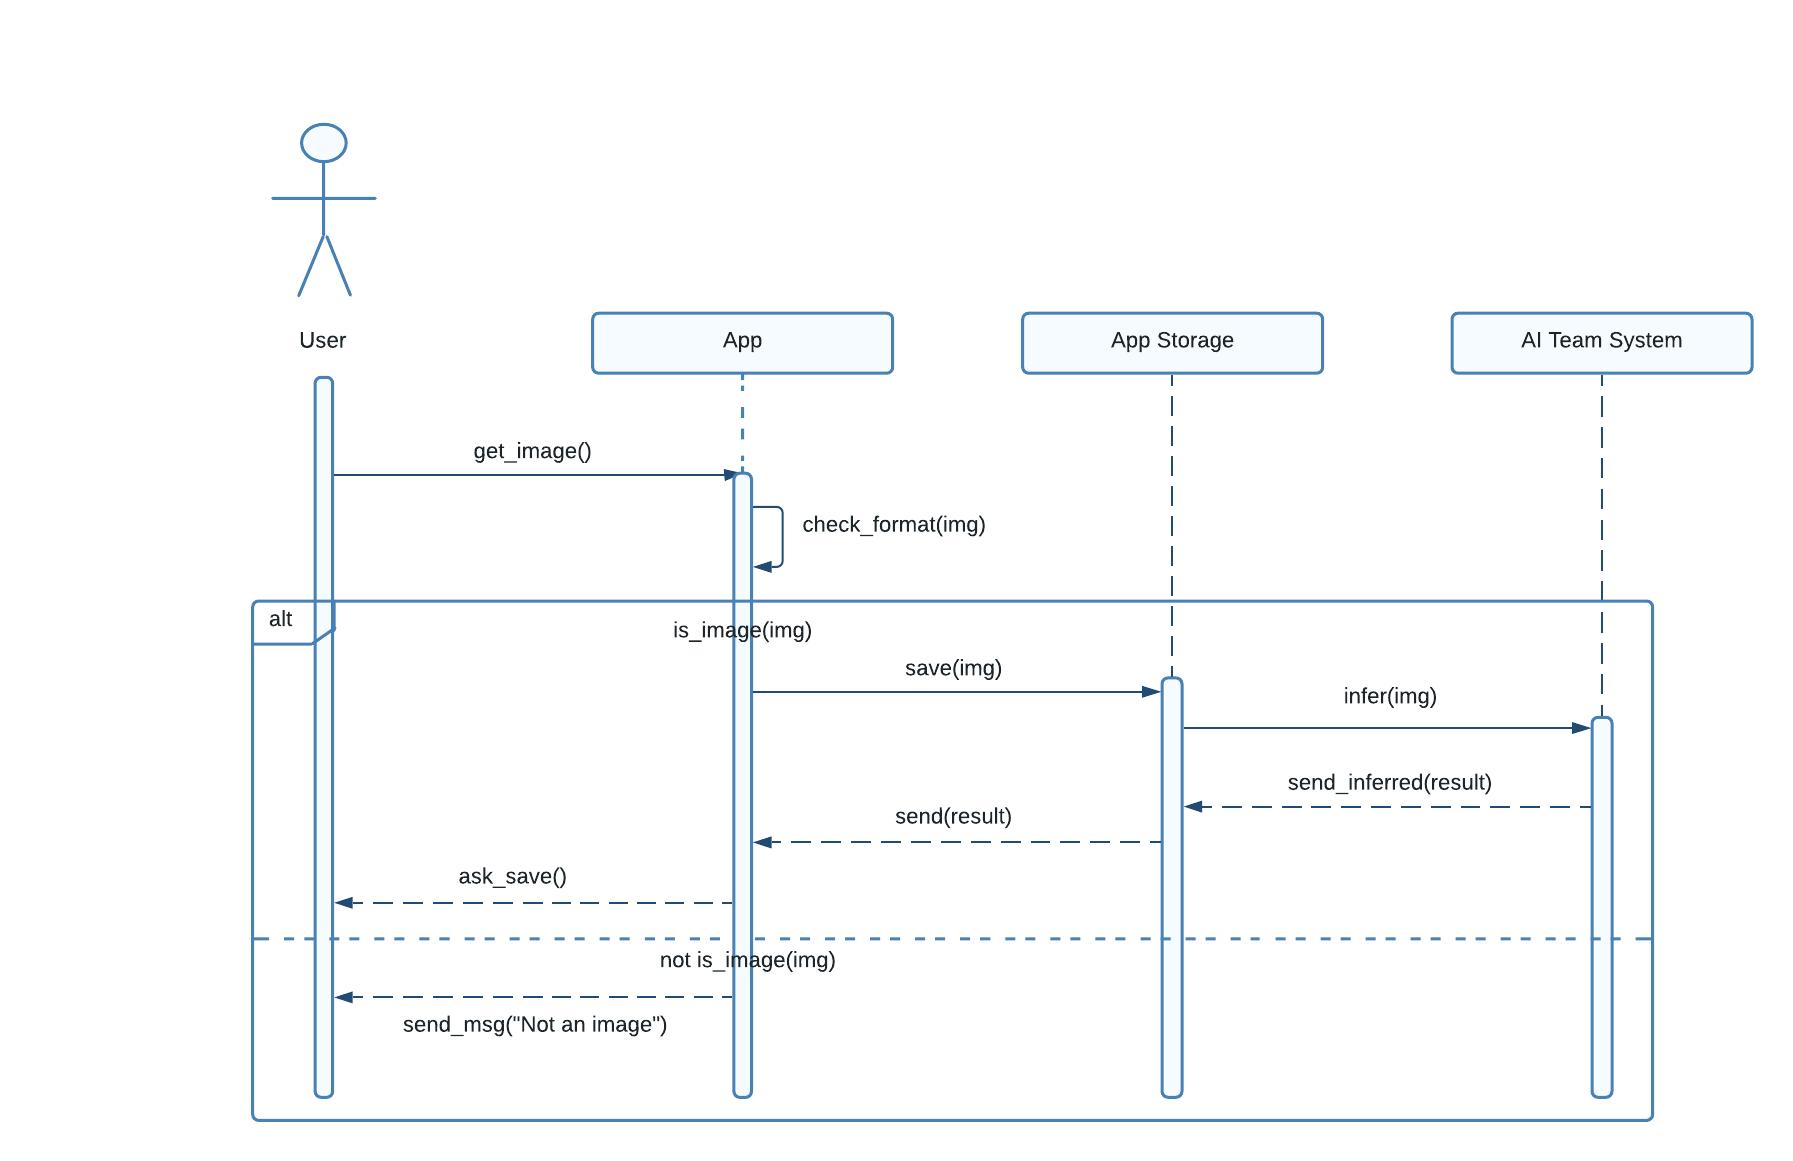 User
App
App Storage
AI Team System
get_image()
check_format(img)
alt
is_image(img)
save(img)
infer(img)
send_inferred(result)
send(result)
ask_save()
not is_image(img)
send_msg("Not an image")